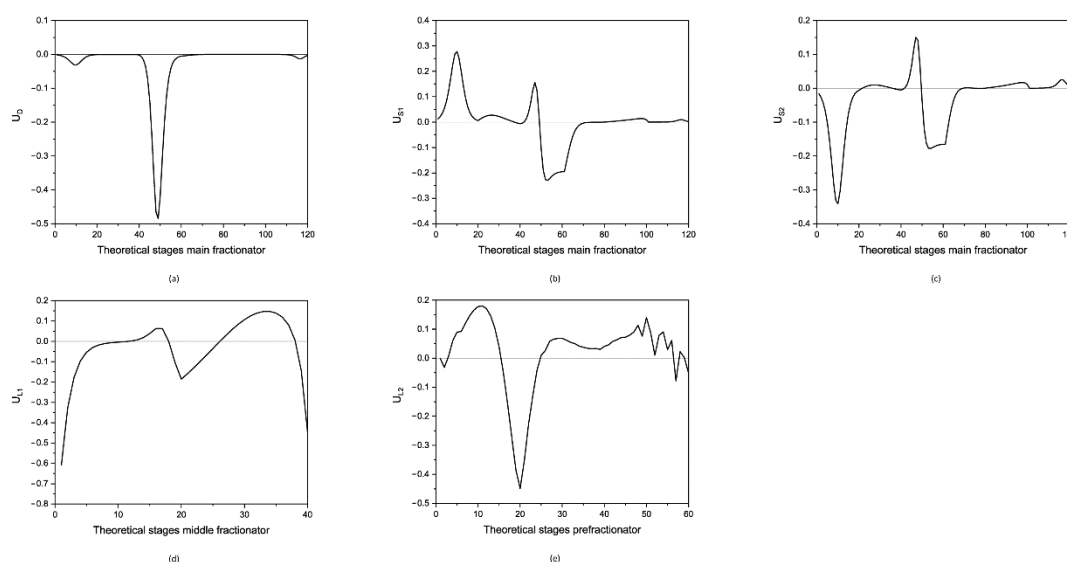 0.1
0.0
−0.1
−0.2
−0.3
−0.4
−0.5
U_D
0 20 40 60 80 100 120
Theoretical stages main fractionator
(a)
0.4
0.3
0.2
0.1
0.0
−0.1
−0.2
−0.3
−0.4
U_S1
0 20 40 60 80 100 120
Theoretical stages main fractionator
(b)
0.2
0.1
0.0
−0.1
−0.2
−0.3
−0.4
U_S2
0 20 40 60 80 100 12
Theoretical stages main fractionator
(c)
0.2
0.1
0.0
−0.1
−0.2
−0.3
−0.4
−0.5
−0.6
−0.7
−0.8
U_L1
0 10 20 30 40
Theoretical stages middle fractionator
(d)
0.2
0.1
0.0
−0.1
−0.2
−0.3
−0.4
−0.5
U_L2
0 10 20 30 40 50 60
Theoretical stages prefractionator
(e)